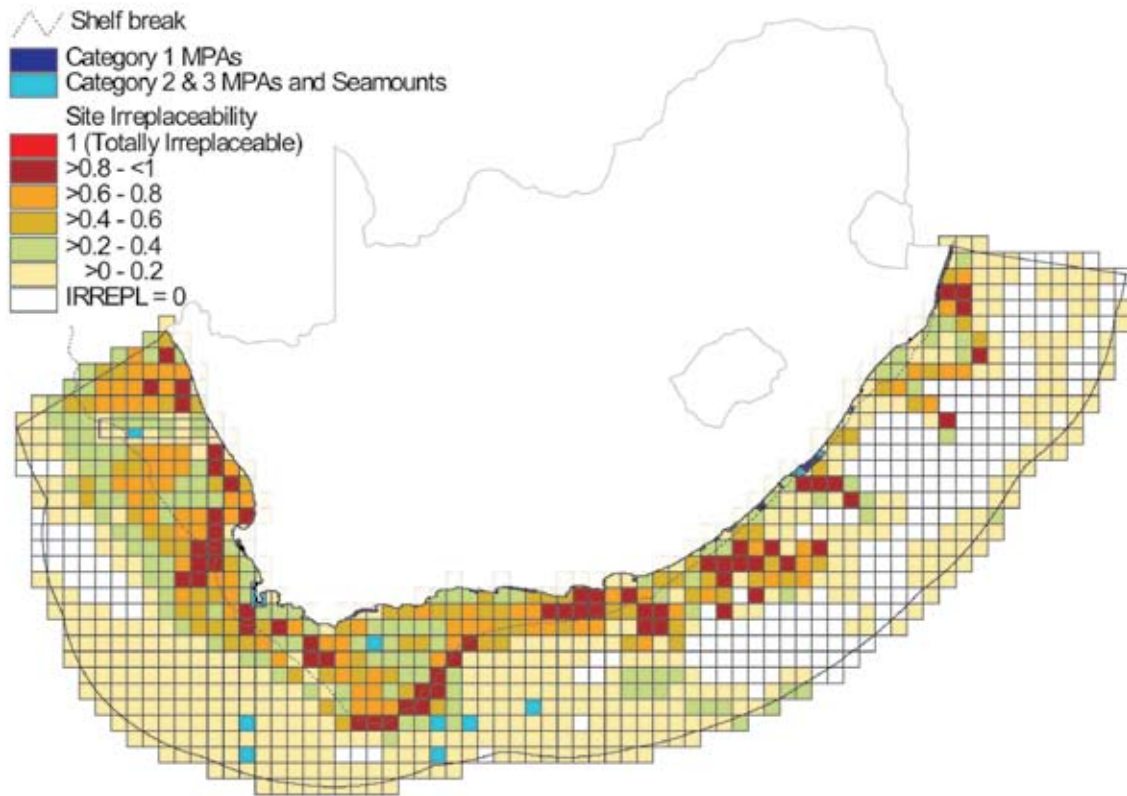 Shelf break
Category 1 MPAs
Category 2 & 3 MPAs and Seamounts
Site Irreplaceability
1 (Totally Irreplaceable)
>0.8 - <1
>0.6 - 0.8
>0.4 - 0.6
>0.2 - 0.4
>0 - 0.2
IRREPL = 0